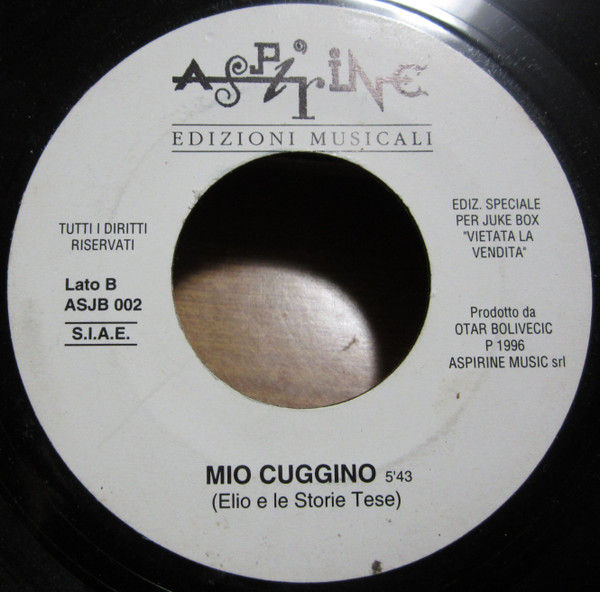 ASPIRINE
EDIZIONI MUSICALI
TUTTI I DIRITTI
RISERVATI
Lato B
ASJB 002
S.I.A.E.
EDIZ. SPECIALE
PER JUKE BOX
"VIETATA LA
VENDITA"
Prodotto da
OTAR BOLIVECIC
P 1996
ASPIRINE MUSIC srl
MIO CUGGINO 5'43
(Elio e le Storie Tese)